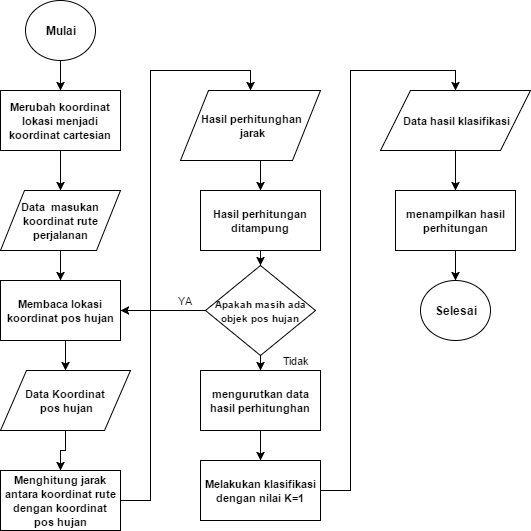 Mulai
Merubah koordinat
lokasi menjadi
koordinat cartesian
Data masukan
koordinat rute
perjalanan
Membaca lokasi
koordinat pos hujan
Data Koordinat
pos hujan
Menghitung jarak
antara koordinat rute
dengan koordinat
pos hujan
Hasil perhitunghan
jarak
Hasil perhitungan
ditampung
Apakah masih ada
objek pos hujan
YA
Tidak
mengurutkan data
hasil perhitunghan
Melakukan klasifikasi
dengan nilai K=1
Data hasil klasifikasi
menampilkan hasil
perhitungan
Selesai